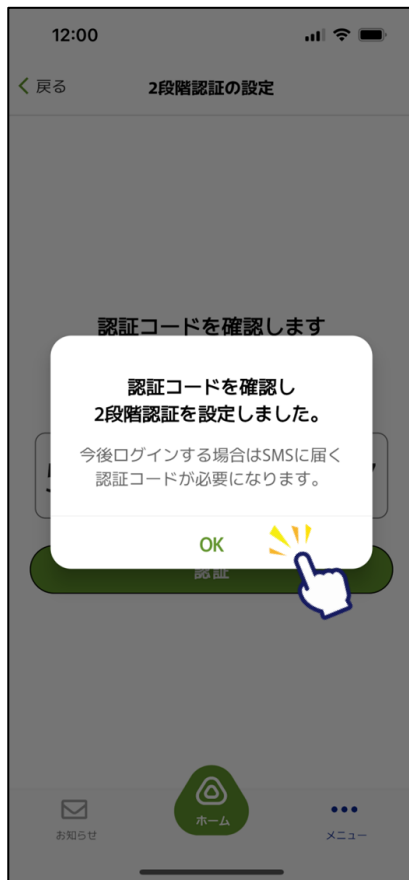 12:00
戻る
2段階認証の設定
認証コードを確認します
認証コードを確認し
2段階認証を設定しました。
今後ログインする場合はSMSに届く
認証コードが必要になります。
OK
認証
お知らせ
ホーム
メニュー